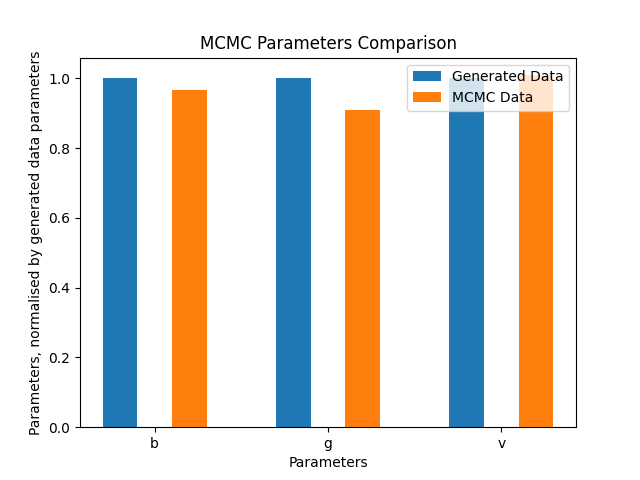 MCMC Parameters Comparison
Parameters, normalised by generated data parameters
1.0
0.8
0.6
0.4
0.2
0.0
Generated Data
MCMC Data
b
g
v
Parameters